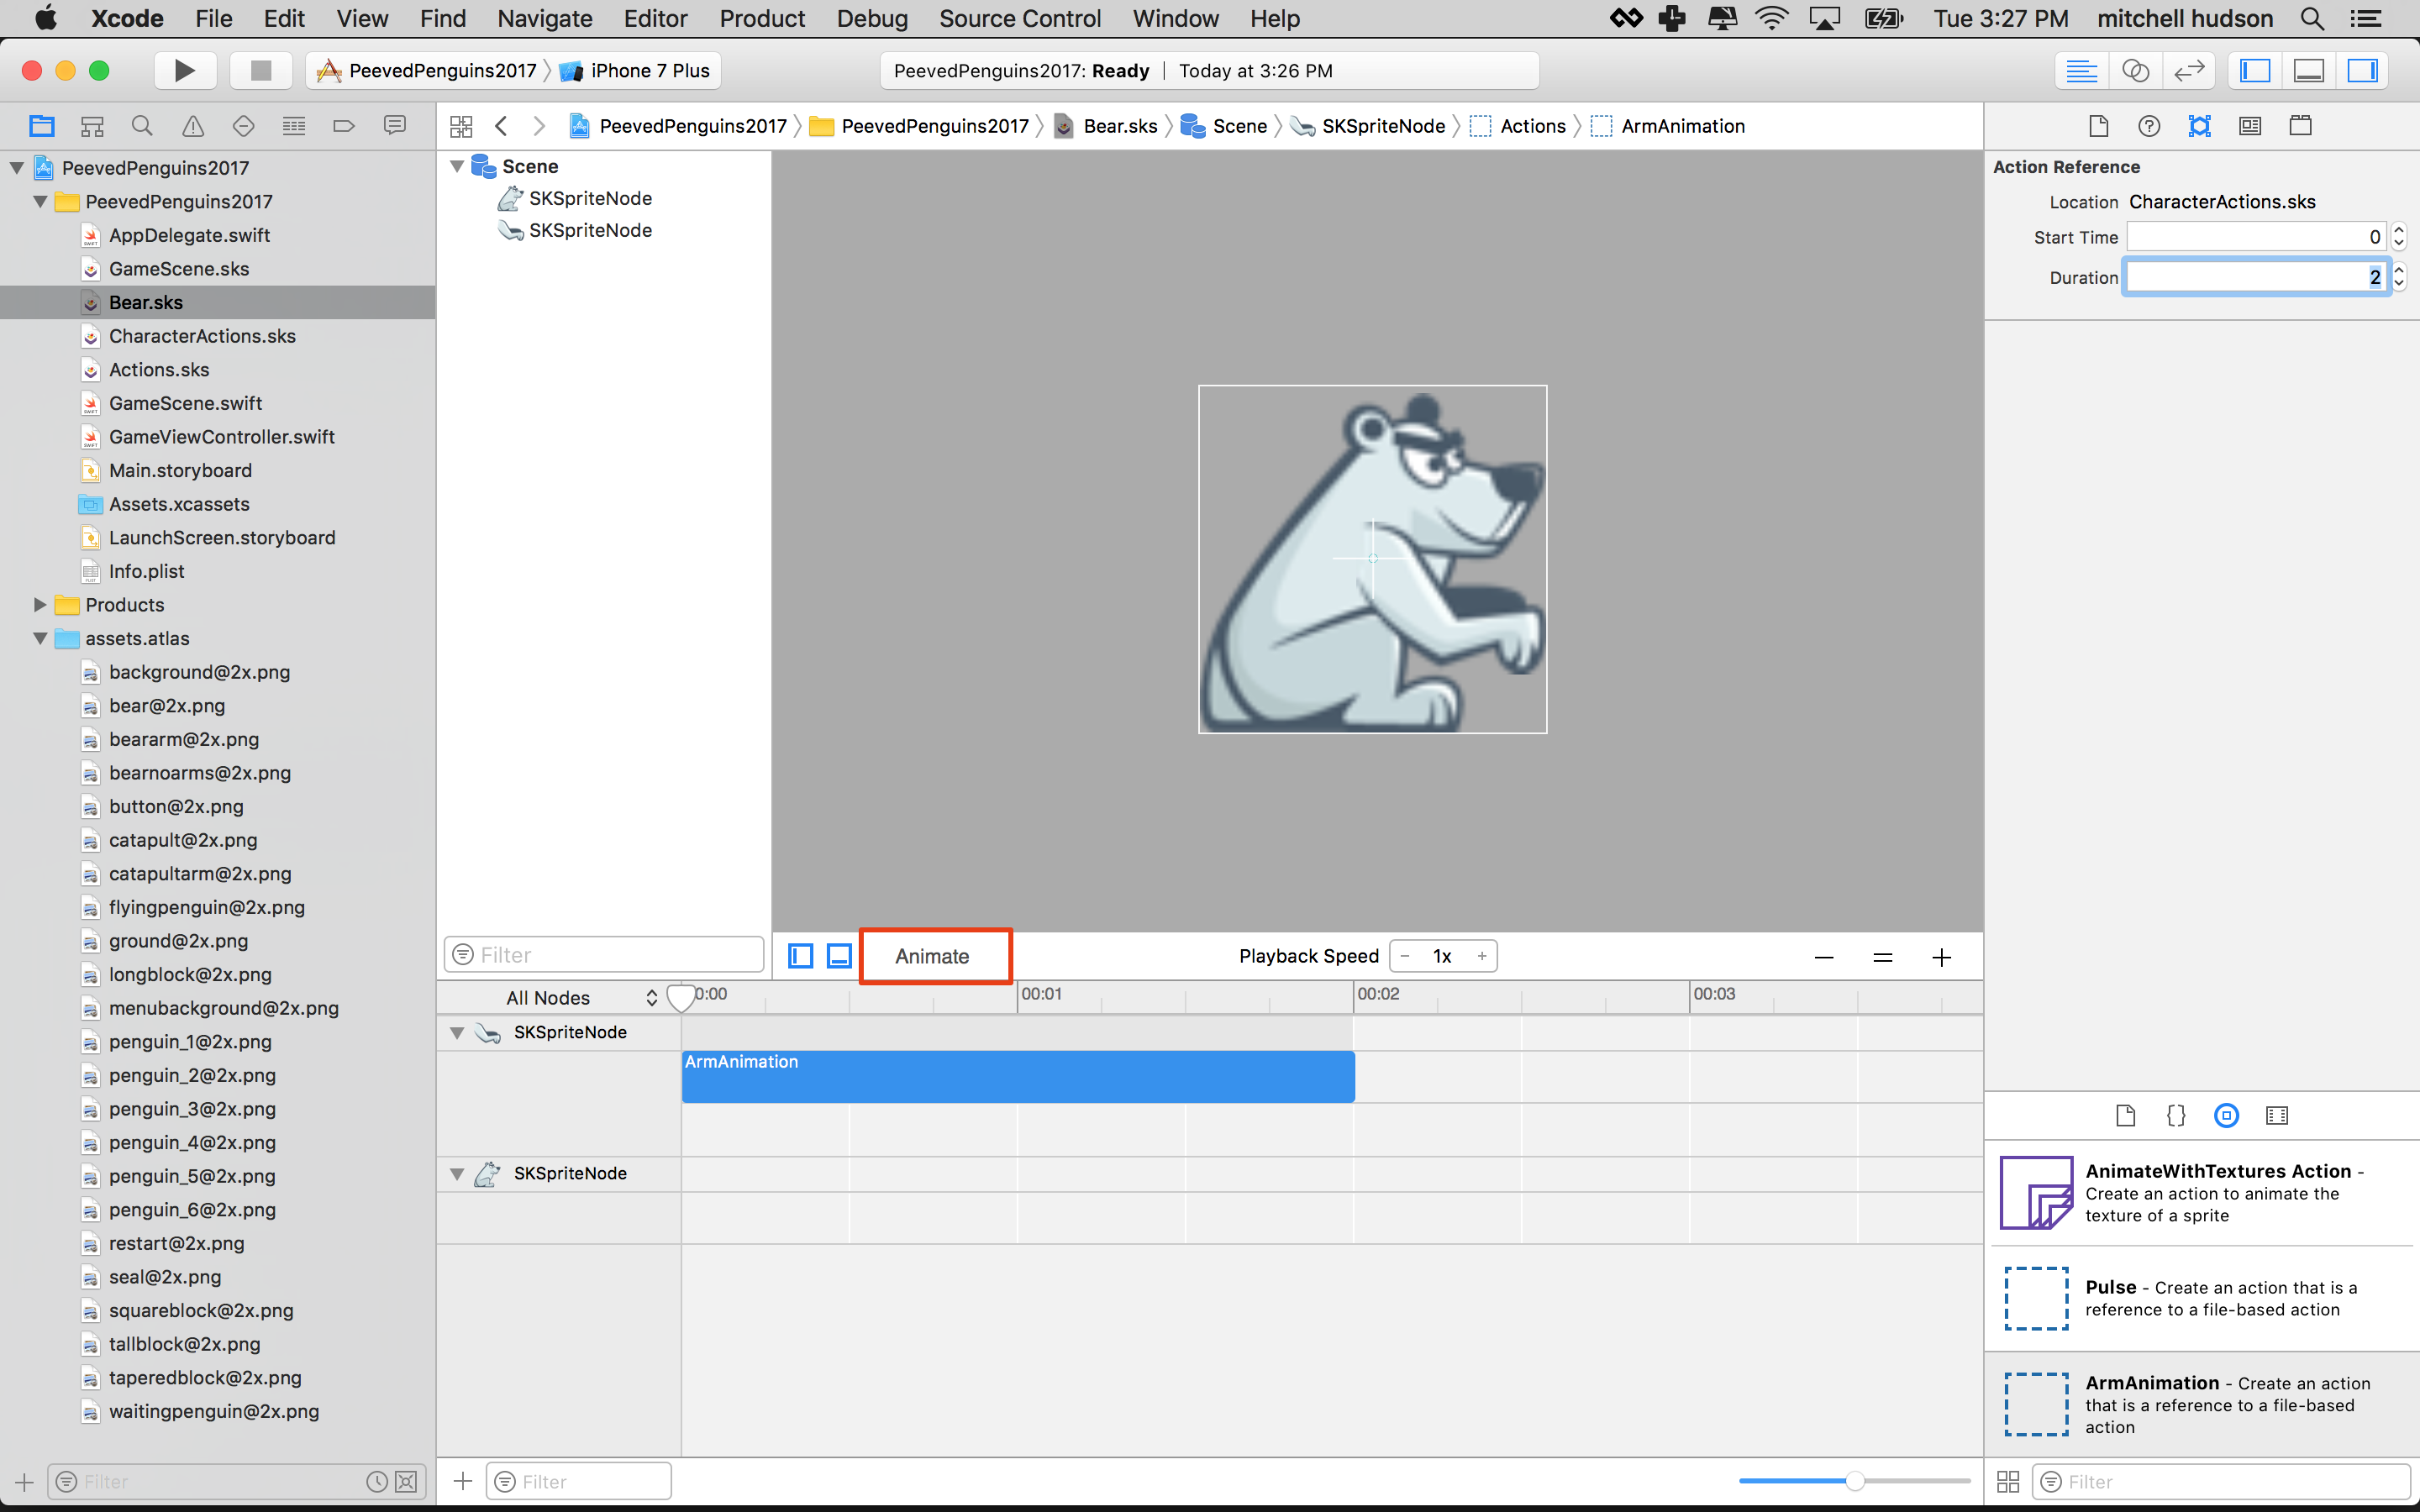 Xcode File Edit View Find Navigate Editor Product Debug Source Control Window Help Tue 3:27 PM mitchell hudson
PeevedPenguins2017 iPhone 7 Plus PeevedPenguins2017: Ready | Today at 3:26 PM
PeevedPenguins2017 PeevedPenguins2017 Bear.sks Scene SKSpriteNode Actions ArmAnimation
PeevedPenguins2017
PeevedPenguins2017
AppDelegate.swift
GameScene.sks
Bear.sks
CharacterActions.sks
Actions.sks
GameScene.swift
GameViewController.swift
Main.storyboard
Assets.xcassets
LaunchScreen.storyboard
Info.plist
Products
assets.atlas
background@2x.png
bear@2x.png
beararm@2x.png
bearnoarms@2x.png
button@2x.png
catapult@2x.png
catapultarm@2x.png
flyingpenguin@2x.png
ground@2x.png
longblock@2x.png
menubackground@2x.png
penguin_1@2x.png
penguin_2@2x.png
penguin_3@2x.png
penguin_4@2x.png
penguin_5@2x.png
penguin_6@2x.png
restart@2x.png
seal@2x.png
squareblock@2x.png
tallblock@2x.png
taperedblock@2x.png
waitingpenguin@2x.png
Filter
Scene
SKSpriteNode
SKSpriteNode
Filter
Animate
Playback Speed - 1x +
All Nodes 0:00 00:01 00:02 00:03
SKSpriteNode
ArmAnimation
SKSpriteNode
Filter
Action Reference
Location CharacterActions.sks
Start Time 0
Duration 2
AnimateWithTextures Action -
Create an action to animate the
texture of a sprite
Pulse - Create an action that is a
reference to a file-based action
ArmAnimation - Create an action
that is a reference to a file-based
action
Filter